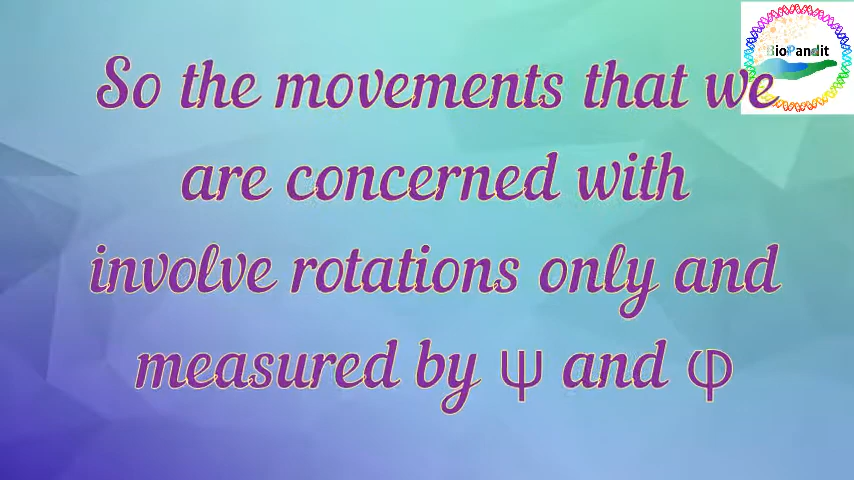 BioPandit
So the movements that we
are concerned with
involve rotations only and
measured by ψ and φ